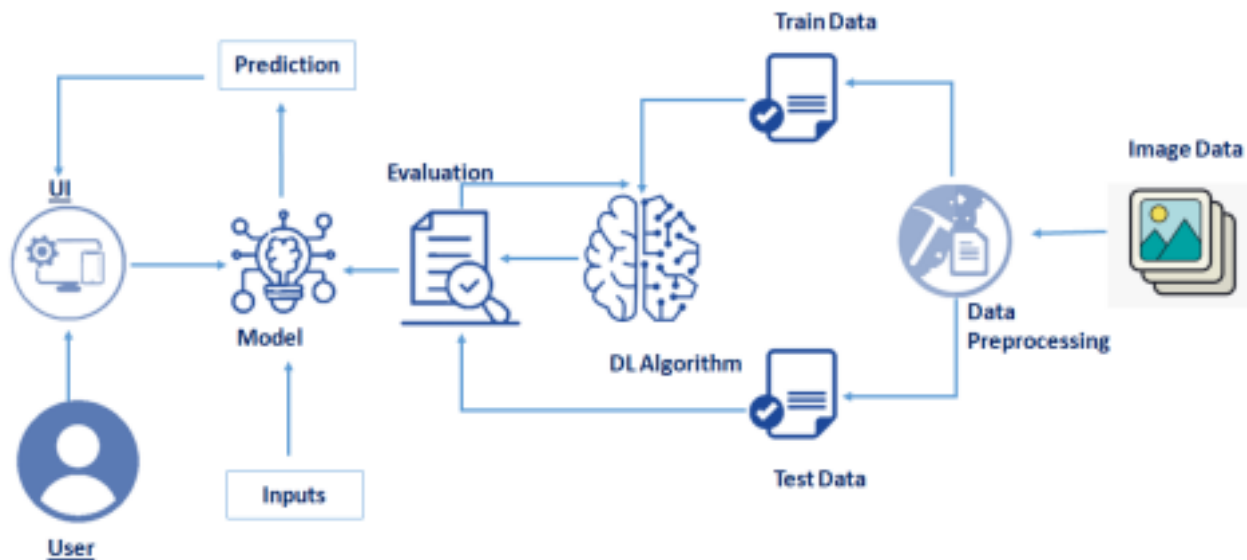 Train Data
Prediction
Image Data
Evaluation
UI
Data
Preprocessing
Model
DL Algorithm
Test Data
Inputs
User